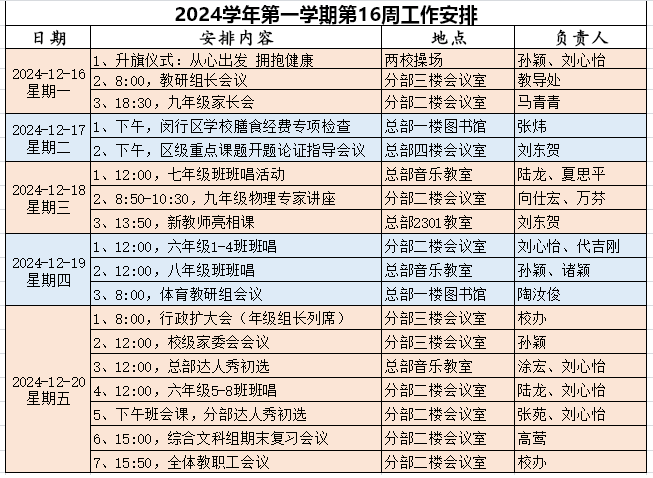 2024学年第一学期第16周工作安排
日期 安排内容 地点 负责人
2024-12-16
星期一
1、升旗仪式：从心出发 拥抱健康 两校操场 孙颖、刘心怡
2、8:00，教研组长会议 分部三楼会议室 教导处
3、18:30，九年级家长会 分部二楼会议室 马青青
2024-12-17
星期二
1、下午，闵行区学校膳食经费专项检查 总部一楼图书馆 张炜
2、下午，区级重点课题开题论证指导会议 总部四楼会议室 刘东贺
2024-12-18
星期三
1、12:00，七年级班班唱活动 总部音乐教室 陆龙、夏思平
2、8:50-10:30，九年级物理专家讲座 分部二楼会议室 向仕宏、万芬
3、13:50，新教师亮相课 总部2301教室 刘东贺
2024-12-19
星期四
1、12:00，六年级1-4班班唱 分部二楼会议室 刘心怡、代吉刚
2、12:00，八年级班班唱 总部音乐教室 孙颖、诸颖
3、8:00，体育教研组会议 总部一楼图书馆 陶汝俊
2024-12-20
星期五
1、8:00，行政扩大会（年级组长列席） 分部三楼会议室 校办
2、12:00，校级家委会会议 分部三楼会议室 孙颖
3、12:00，总部达人秀初选 总部音乐教室 涂宏、刘心怡
4、12:00，六年级5-8班班唱 分部二楼会议室 陆龙、刘心怡
5、下午班会课，分部达人秀初选 分部二楼会议室 张苑、刘心怡
6、15:00，综合文科组期末复习会议 分部二楼会议室 高莺
7、15:50，全体教职工会议 分部二楼会议室 校办